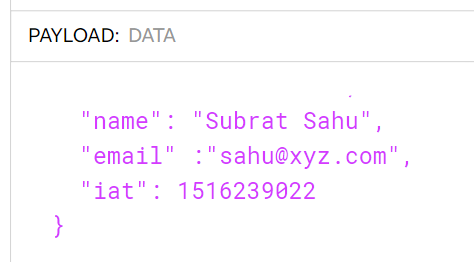 PAYLOAD: DATA
"name": "Subrat Sahu",
"email" :"sahu@xyz.com",
"iat": 1516239022
}